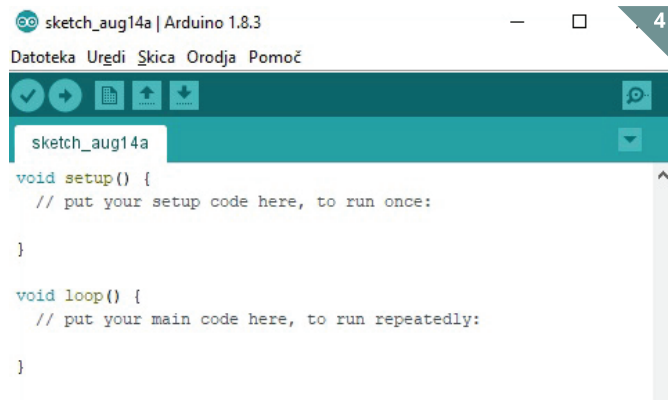 sketch_aug14a | Arduino 1.8.3
4
Datoteka Uredi Skica Orodja Pomoč
sketch_aug14a
void setup() {
  // put your setup code here, to run once:
}
void loop() {
  // put your main code here, to run repeatedly:
}